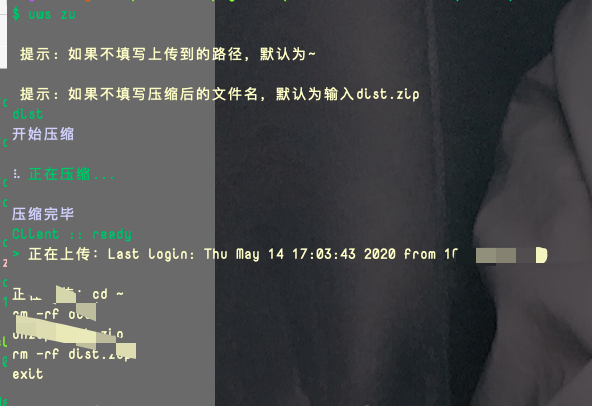 $ uws zu
提示: 如果不填写上传到的路径, 默认为~
提示: 如果不填写压缩后的文件名, 默认为输入dist.zip
dist
开始压缩
正在压缩...
压缩完毕
Client :: ready
> 正在上传: Last login: Thu May 14 17:03:43 2020 from
正 : cd ~
rm -rf
rm -rf dist.zip
exit